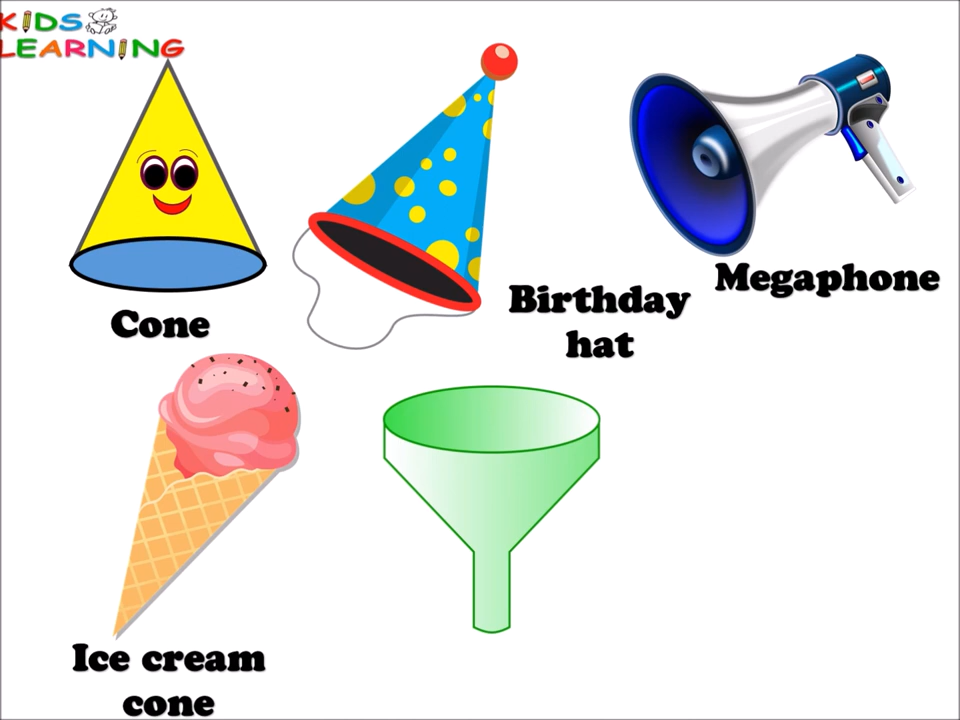 KIDS
LEARNING
Cone
Birthday
hat
Megaphone
Ice cream
cone